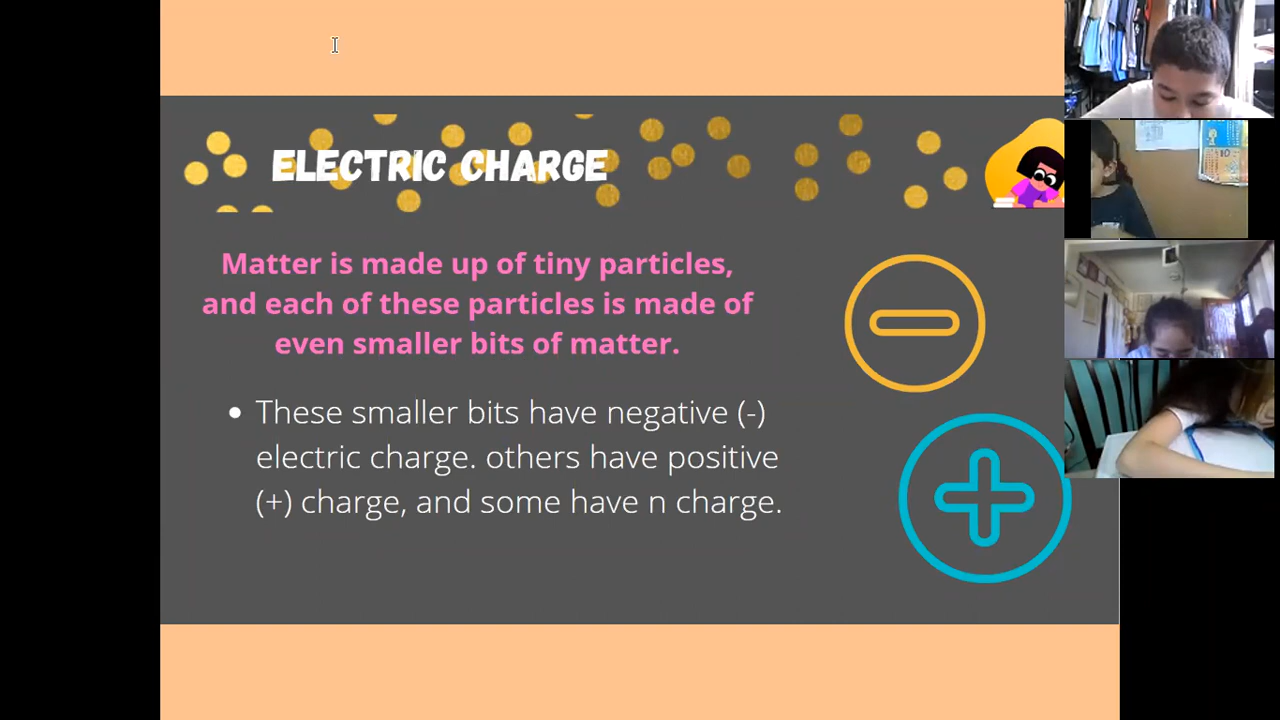 ELECTRIC CHARGE
Matter is made up of tiny particles,
and each of these particles is made of
even smaller bits of matter.
• These smaller bits have negative (-)
electric charge. others have positive
(+) charge, and some have n charge.